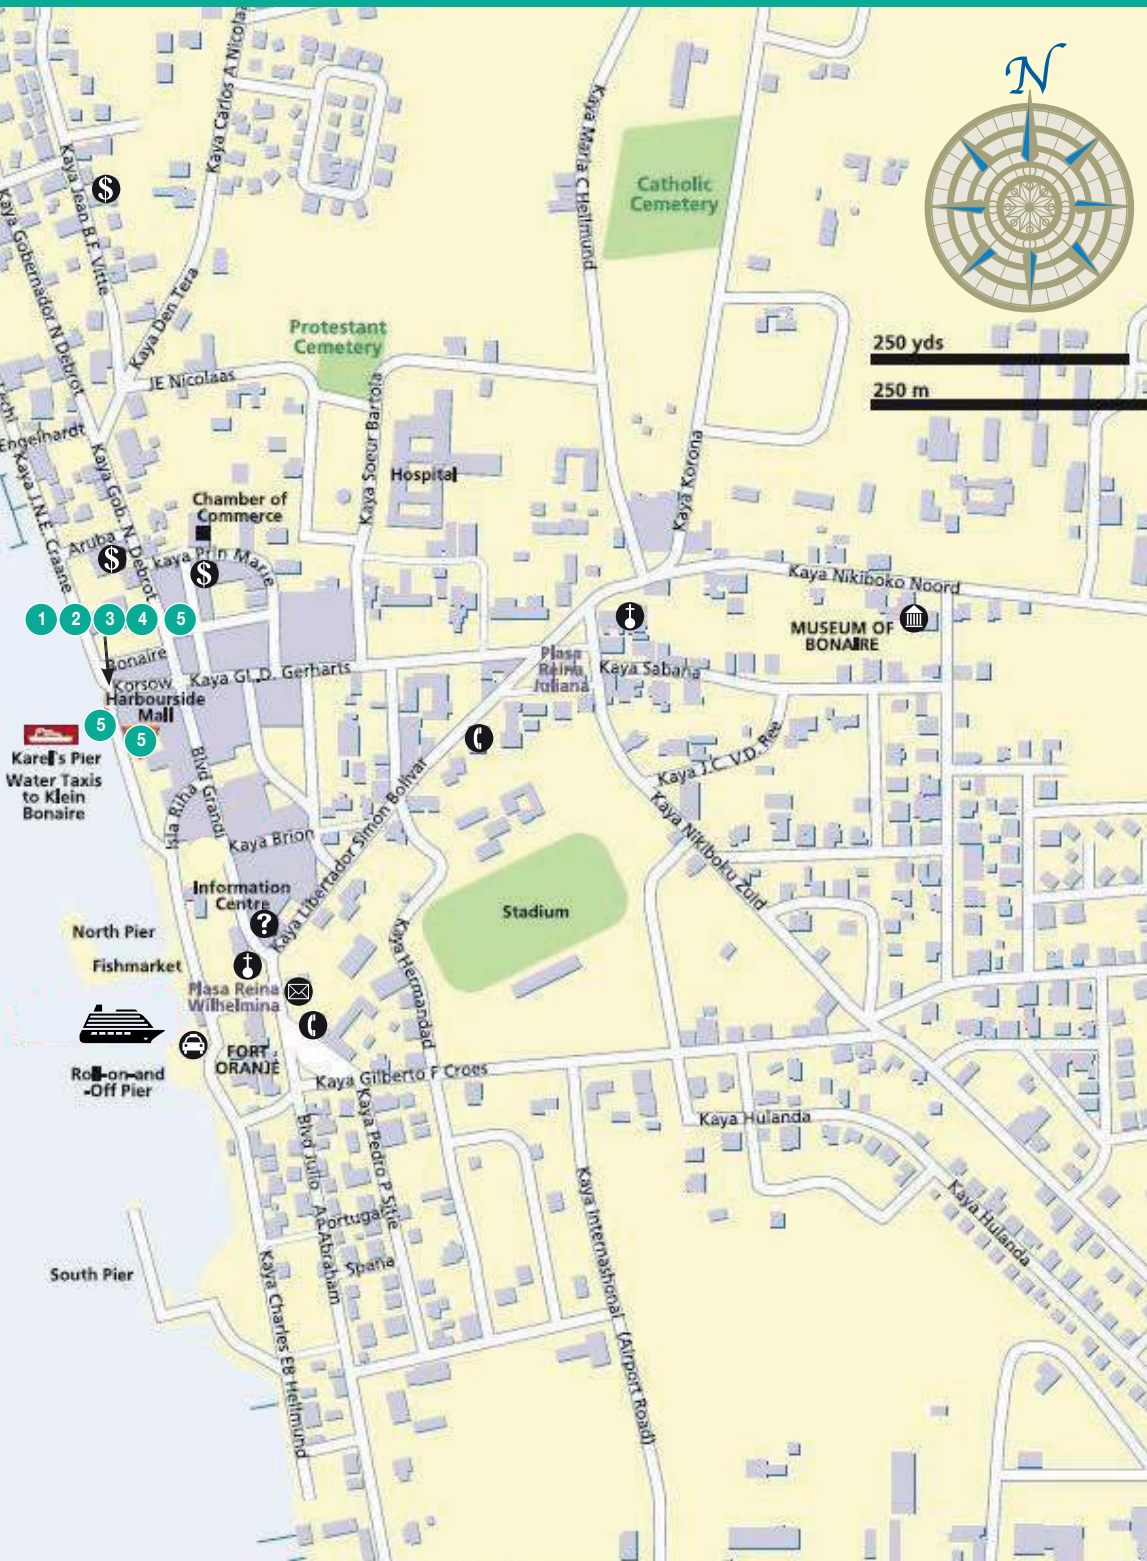 N
Kaya Carlos A Nicolaas
Kaya Jean B.F. Vitte
$
Kaya Maria C Hellmund
Catholic
Cemetery
Kaya Gobernador N Debrot
Kaya Den Tera
Protestant
Cemetery
250 yds
250 m
JE Nicolaas
Kaya Soeur Bartola
Engelhardt
Kaya J.N.E. Craane
Kaya Gob. N. Debrot
Hospital
Kaya Korona
Chamber of
Commerce
Aruba
$
kaya Prin Marie
$
Kaya Nikiboko Noord
1 2 3 4 5
MUSEUM OF
BONAIRE
Bonaire
Korsow
Kaya GL.D. Gerharts
Plasa
Reina
Juliana
Kaya Sabana
Harbourside
Mall
5
5
Karel's Pier
Water Taxis
to Klein
Bonaire
Blvd Grandi
Isla Riba
Kaya Brion
Kaya Libertador Simon Bolivar
Kaya J.C. V.D. Ree
Kaya Nikiboku Zuid
Information
Centre
?
Stadium
North Pier
Fishmarket
Kaya Hermandad
Plasa Reina
Wilhelmina
FORT
ORANJE
Roll-on-and
-Off Pier
Kaya Gilberto F Croes
Kaya Hulanda
Kaya Pedro P Sitie
Blvd Julio A. Abraham
Portugal
Spana
Kaya Internashonal (Airport Road)
Kaya Hulanda
South Pier
Kaya Charles EB Hellmund